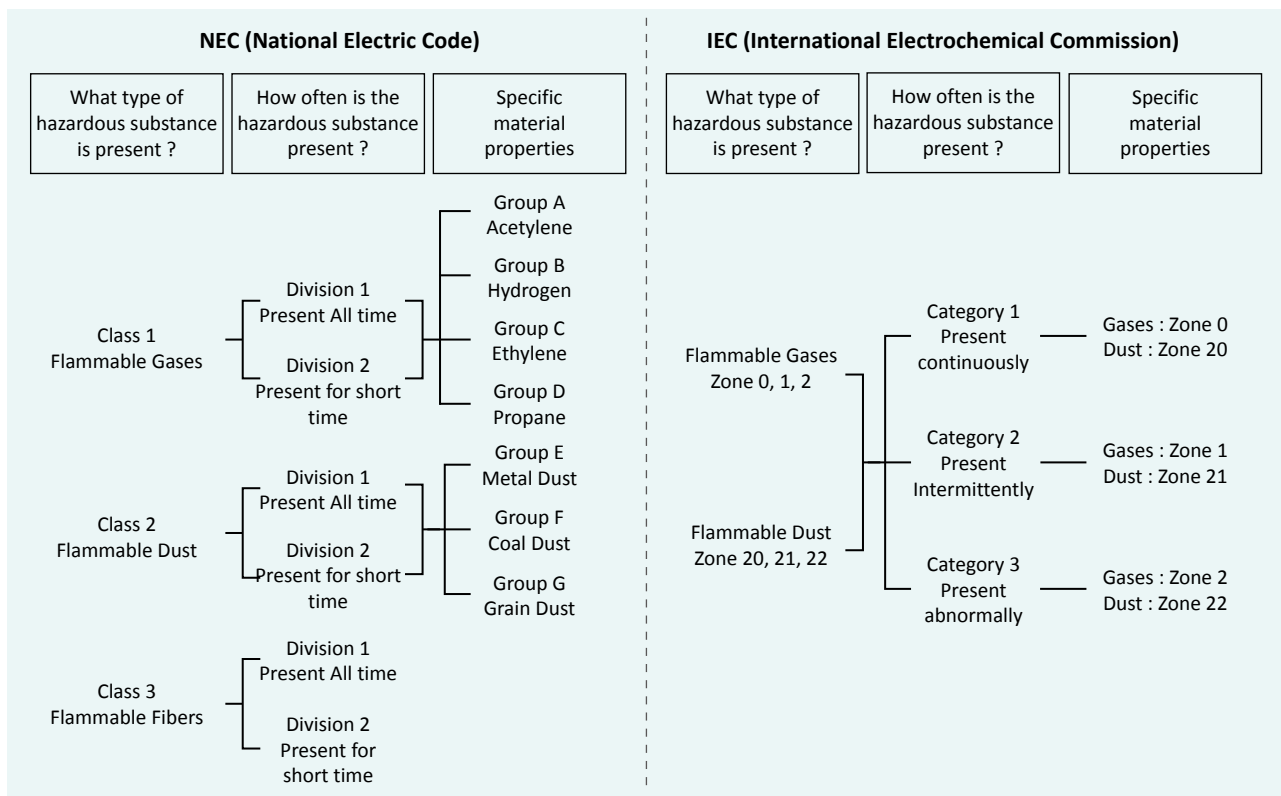 NEC (National Electric Code)
What type of
hazardous substance
is present ?
How often is the
hazardous substance
present ?
Specific
material
properties
Class 1
Flammable Gases
Division 1
Present All time
Division 2
Present for short
time
Group A
Acetylene
Group B
Hydrogen
Group C
Ethylene
Group D
Propane
Class 2
Flammable Dust
Division 1
Present All time
Division 2
Present for short
time
Group E
Metal Dust
Group F
Coal Dust
Group G
Grain Dust
Class 3
Flammable Fibers
Division 1
Present All time
Division 2
Present for
short time
IEC (International Electrochemical Commission)
What type of
hazardous substance
is present ?
How often is the
hazardous substance
present ?
Specific
material
properties
Flammable Gases
Zone 0, 1, 2
Flammable Dust
Zone 20, 21, 22
Category 1
Present
continuously
Gases : Zone 0
Dust : Zone 20
Category 2
Present
Intermittently
Gases : Zone 1
Dust : Zone 21
Category 3
Present
abnormally
Gases : Zone 2
Dust : Zone 22